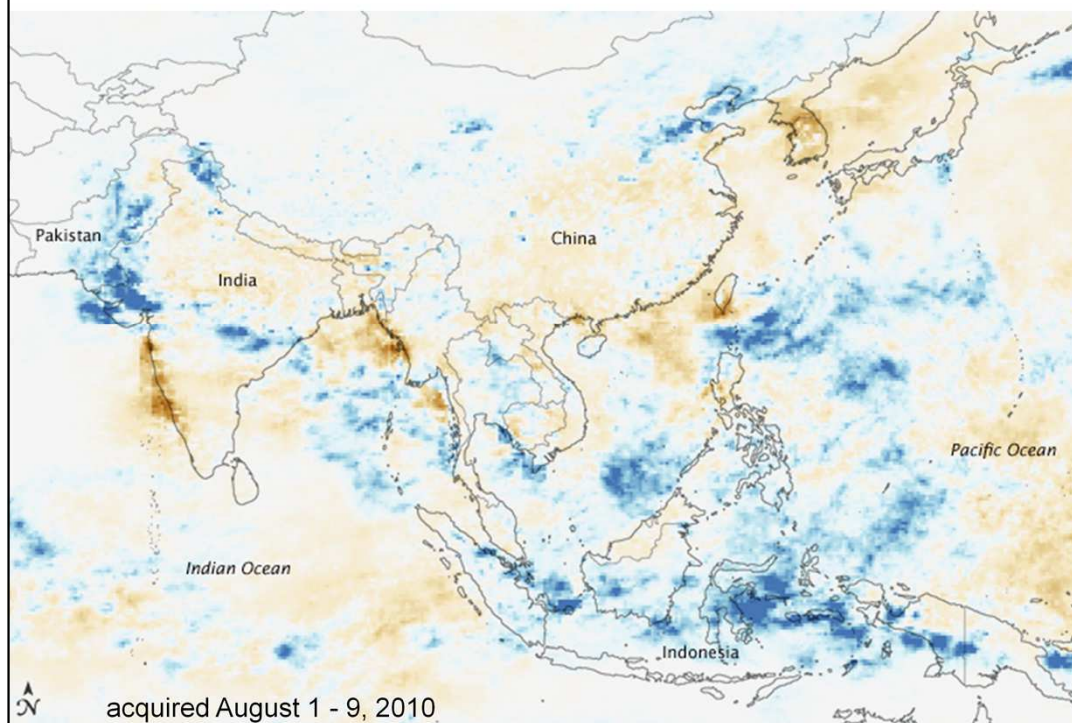 Pakistan
China
India
Pacific Ocean
Indian Ocean
Indonesia
N
acquired August 1 - 9, 2010